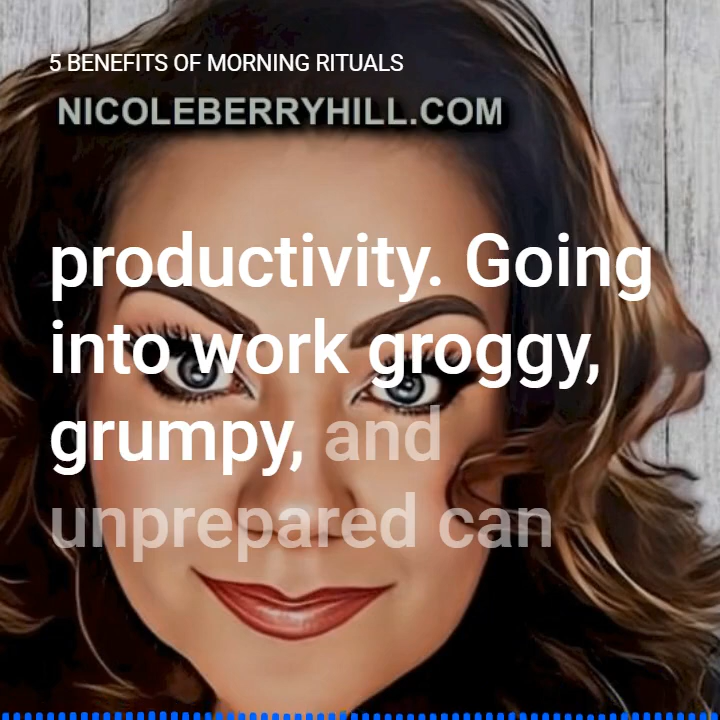 5 BENEFITS OF MORNING RITUALS
NICOLEBERRYHILL.COM
productivity. Going
into work groggy,
grumpy, and
unprepared can